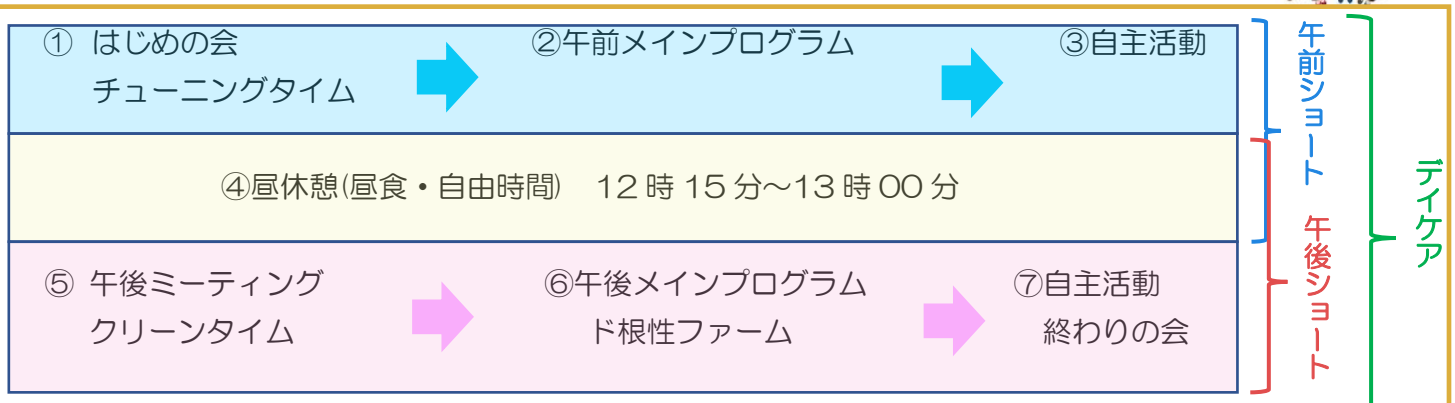 ① はじめの会 ②午前メインプログラム ③自主活動
チューニングタイム
④昼休憩(昼食・自由時間) 12時15分～13時00分
⑤ 午後ミーティング ⑥午後メインプログラム ⑦自主活動
クリーンタイム ド根性ファーム 終わりの会
午前ショート
午後ショート
デイケア